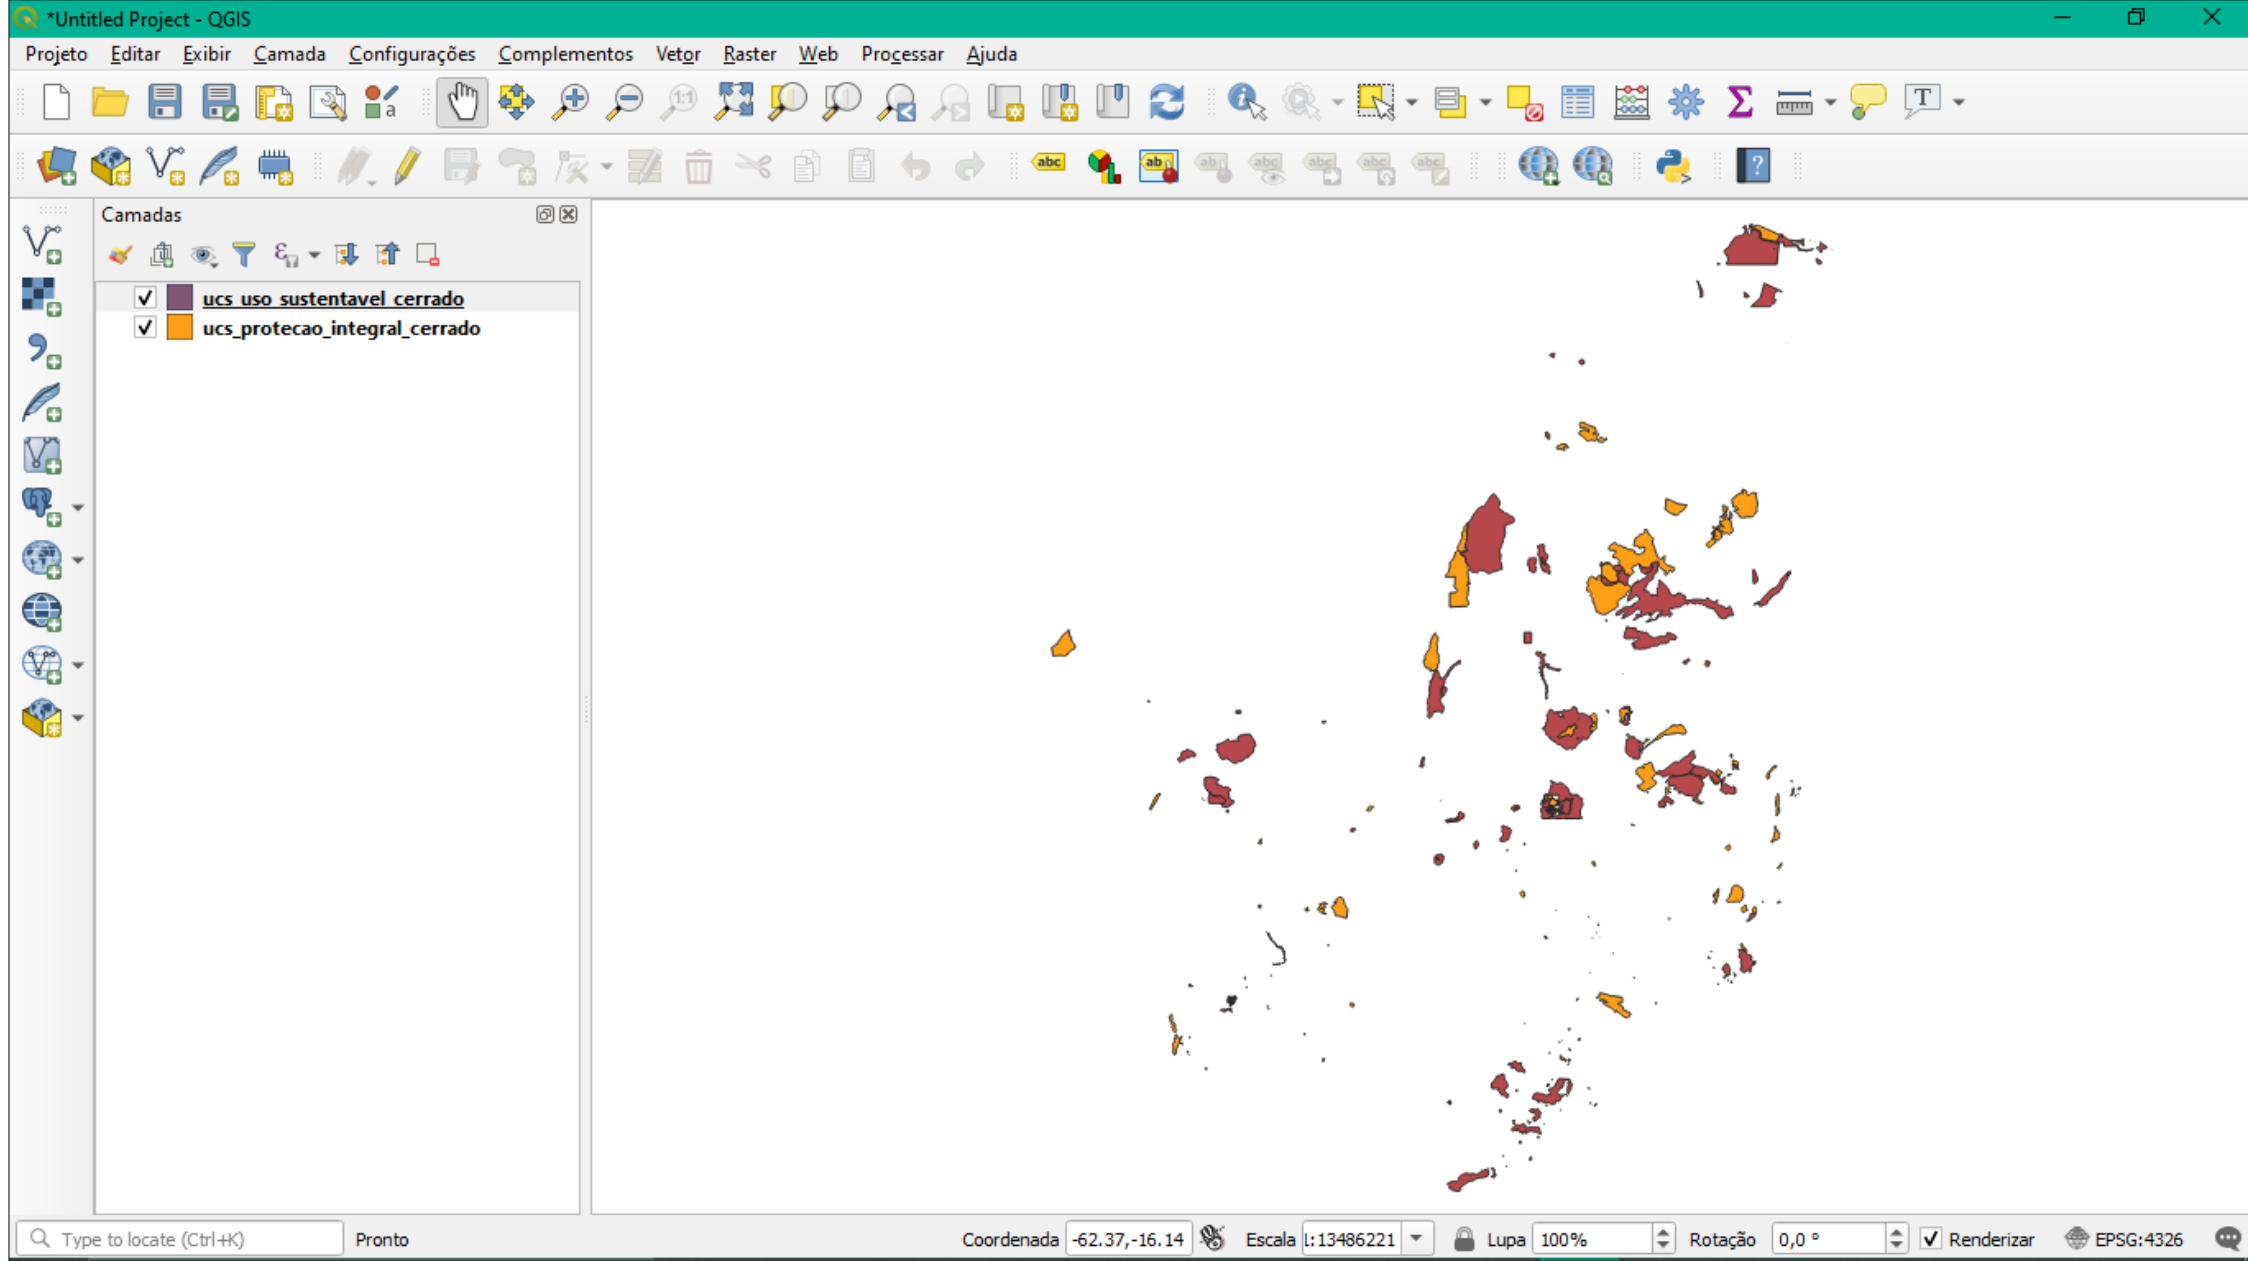 *Untitled Project - QGIS
Projeto Editar Exibir Camada Configurações Complementos Vetor Raster Web Processar Ajuda
Camadas
ucs_uso_sustentavel_cerrado
ucs_protecao_integral_cerrado
Type to locate (Ctrl+K) Pronto Coordenada -62.37,-16.14 Escala 1:13486221 Lupa 100% Rotação 0,0 ° Renderizar EPSG:4326